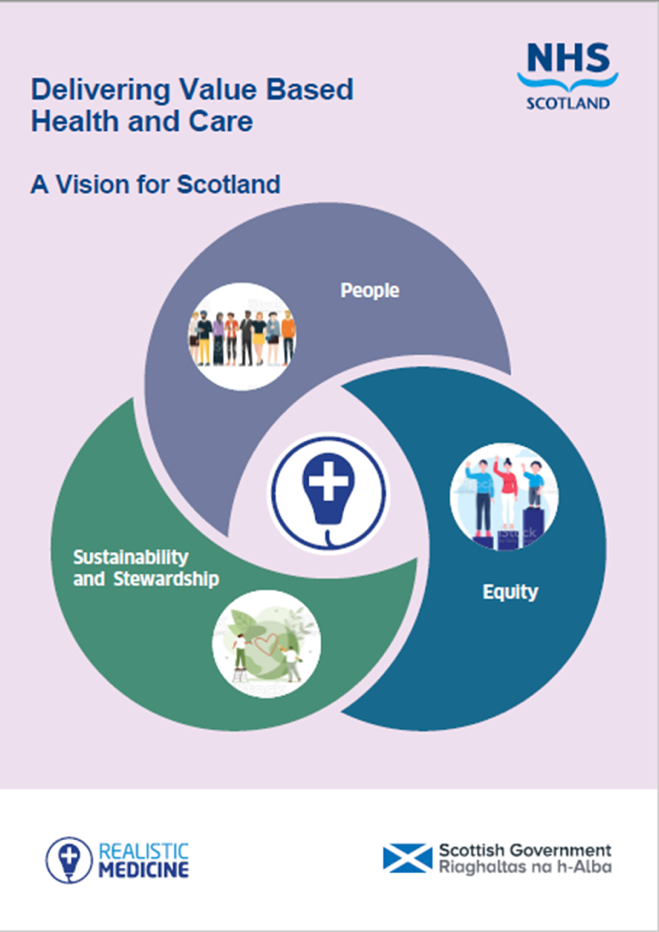 Delivering Value Based
Health and Care
NHS
SCOTLAND
A Vision for Scotland
People
Sustainability
and Stewardship
Equity
iStock
REALISTIC
MEDICINE
Scottish Government
Riaghaltas na h-Alba